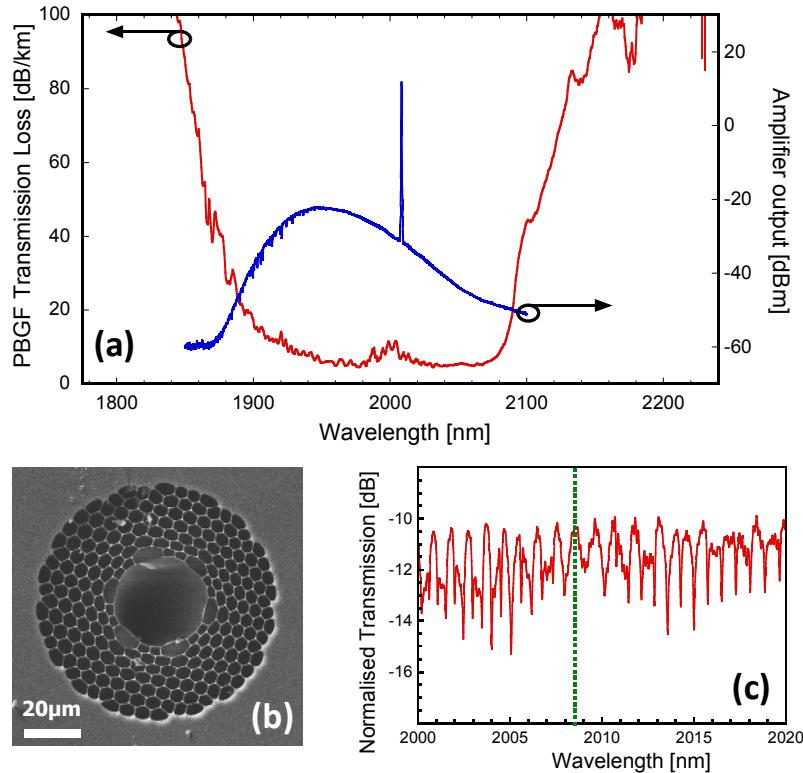 PBGF Transmission Loss [dB/km]
100
80
60
40
20
0
20
0
-20
-40
-60
Amplifier output [dBm]
(a)
1800
1900
2000
2100
2200
Wavelength [nm]
20µm
(b)
Normalised Transmission [dB]
-10
-12
-14
-16
(c)
2000
2005
2010
2015
2020
Wavelength [nm]